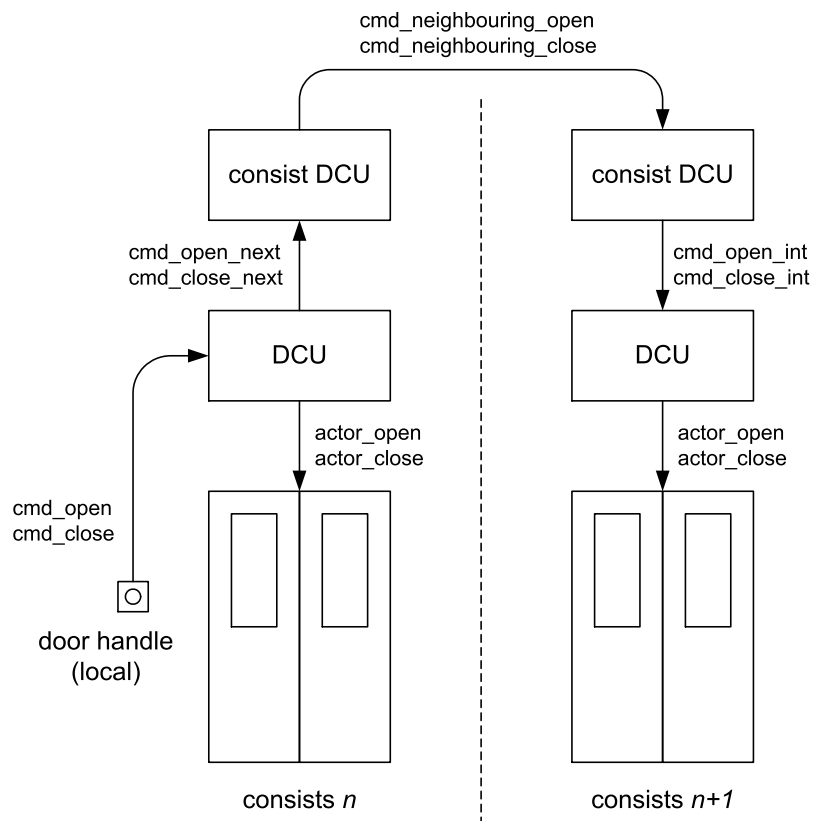 cmd_neighbouring_open
cmd_neighbouring_close
consist DCU
consist DCU
cmd_open_next
cmd_close_next
cmd_open_int
cmd_close_int
DCU
DCU
actor_open
actor_close
actor_open
actor_close
cmd_open
cmd_close
door handle
(local)
consists n
consists n+1